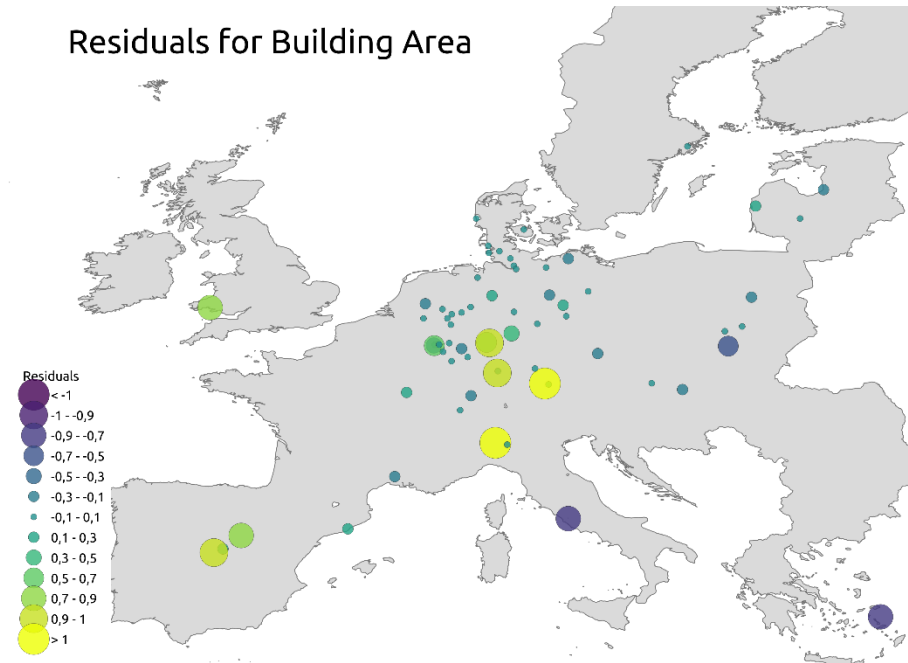 Residuals for Building Area
Residuals
< -1
-1 - -0,9
-0,9 - -0,7
-0,7 - -0,5
-0,5 - -0,3
-0,3 - -0,1
-0,1 - 0,1
0,1 - 0,3
0,3 - 0,5
0,5 - 0,7
0,7 - 0,9
0,9 - 1
> 1